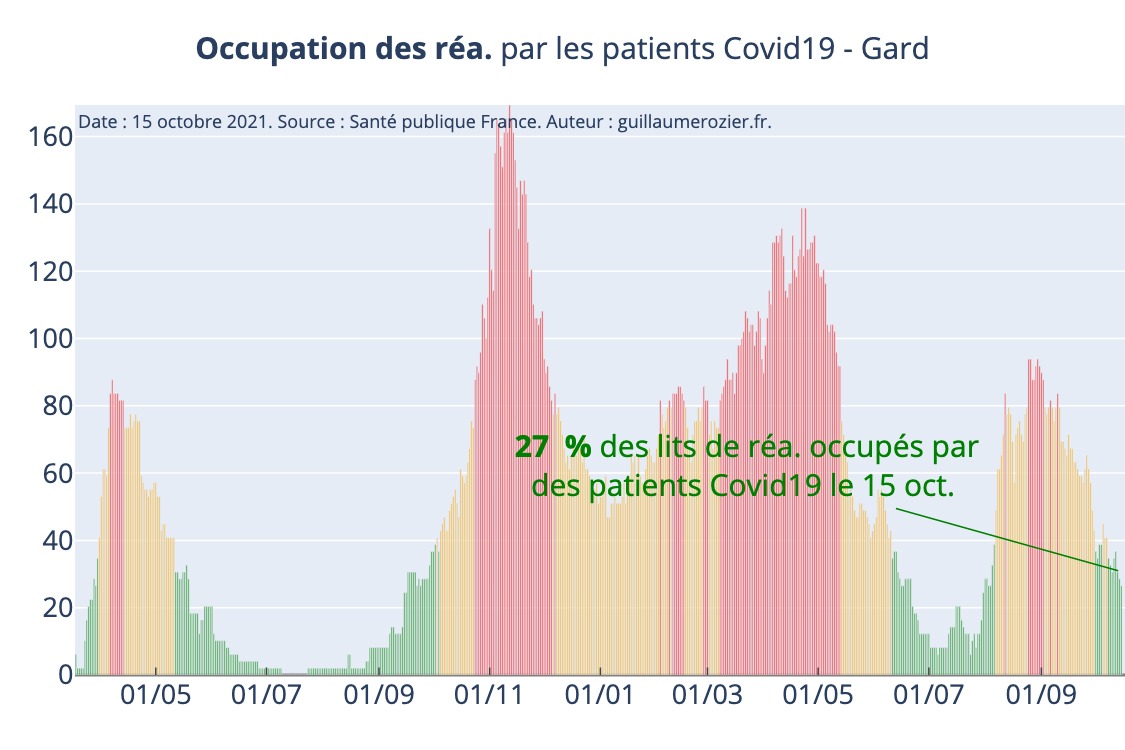 Occupation des réa. par les patients Covid19 - Gard
Date : 15 octobre 2021. Source : Santé publique France. Auteur : guillaumerozier.fr.
160
140
120
100
80
60
40
20
0
27 % des lits de réa. occupés par
des patients Covid19 le 15 oct.
01/05 01/07 01/09 01/11 01/01 01/03 01/05 01/07 01/09